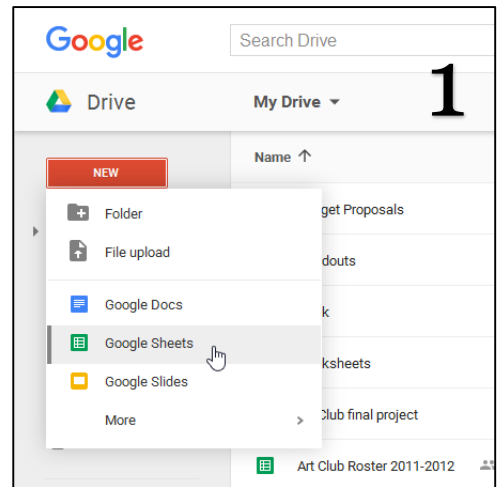 Google
Search Drive
1
Drive
My Drive
Name
NEW
Folder
get Proposals
File upload
douts
Google Docs
k
Google Sheets
ksheets
Google Slides
More
Club final project
Art Club Roster 2011-2012